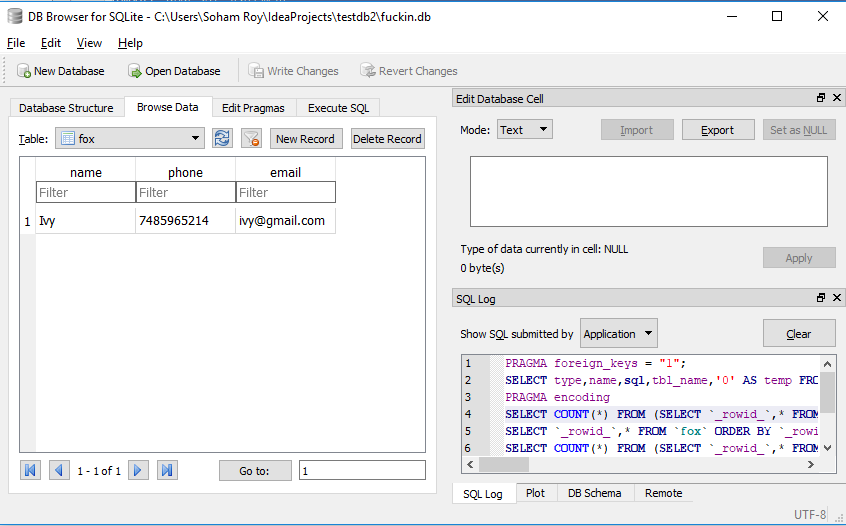 DB Browser for SQLite - C:\Users\Soham Roy\IdeaProjects\testdb2\fuckin.db
File Edit View Help
New Database Open Database Write Changes Revert Changes
Database Structure Browse Data Edit Pragmas Execute SQL
Table: fox New Record Delete Record
name phone email
Filter Filter Filter
1 Ivy 7485965214 ivy@gmail.com
1 - 1 of 1 Go to: 1
Edit Database Cell
Mode: Text Import Export Set as NULL
Type of data currently in cell: NULL
0 byte(s)
Apply
SQL Log
Show SQL submitted by Application Clear
1 PRAGMA foreign_keys = "1";
2 SELECT type,name,sql,tbl_name,'0' AS temp FRO
3 PRAGMA encoding
4 SELECT COUNT(*) FROM (SELECT `_rowid_`,* FROM
5 SELECT `_rowid_`,* FROM `fox` ORDER BY `_rowi
6 SELECT COUNT(*) FROM (SELECT `_rowid_`,* FROM
SQL Log Plot DB Schema Remote
UTF-8